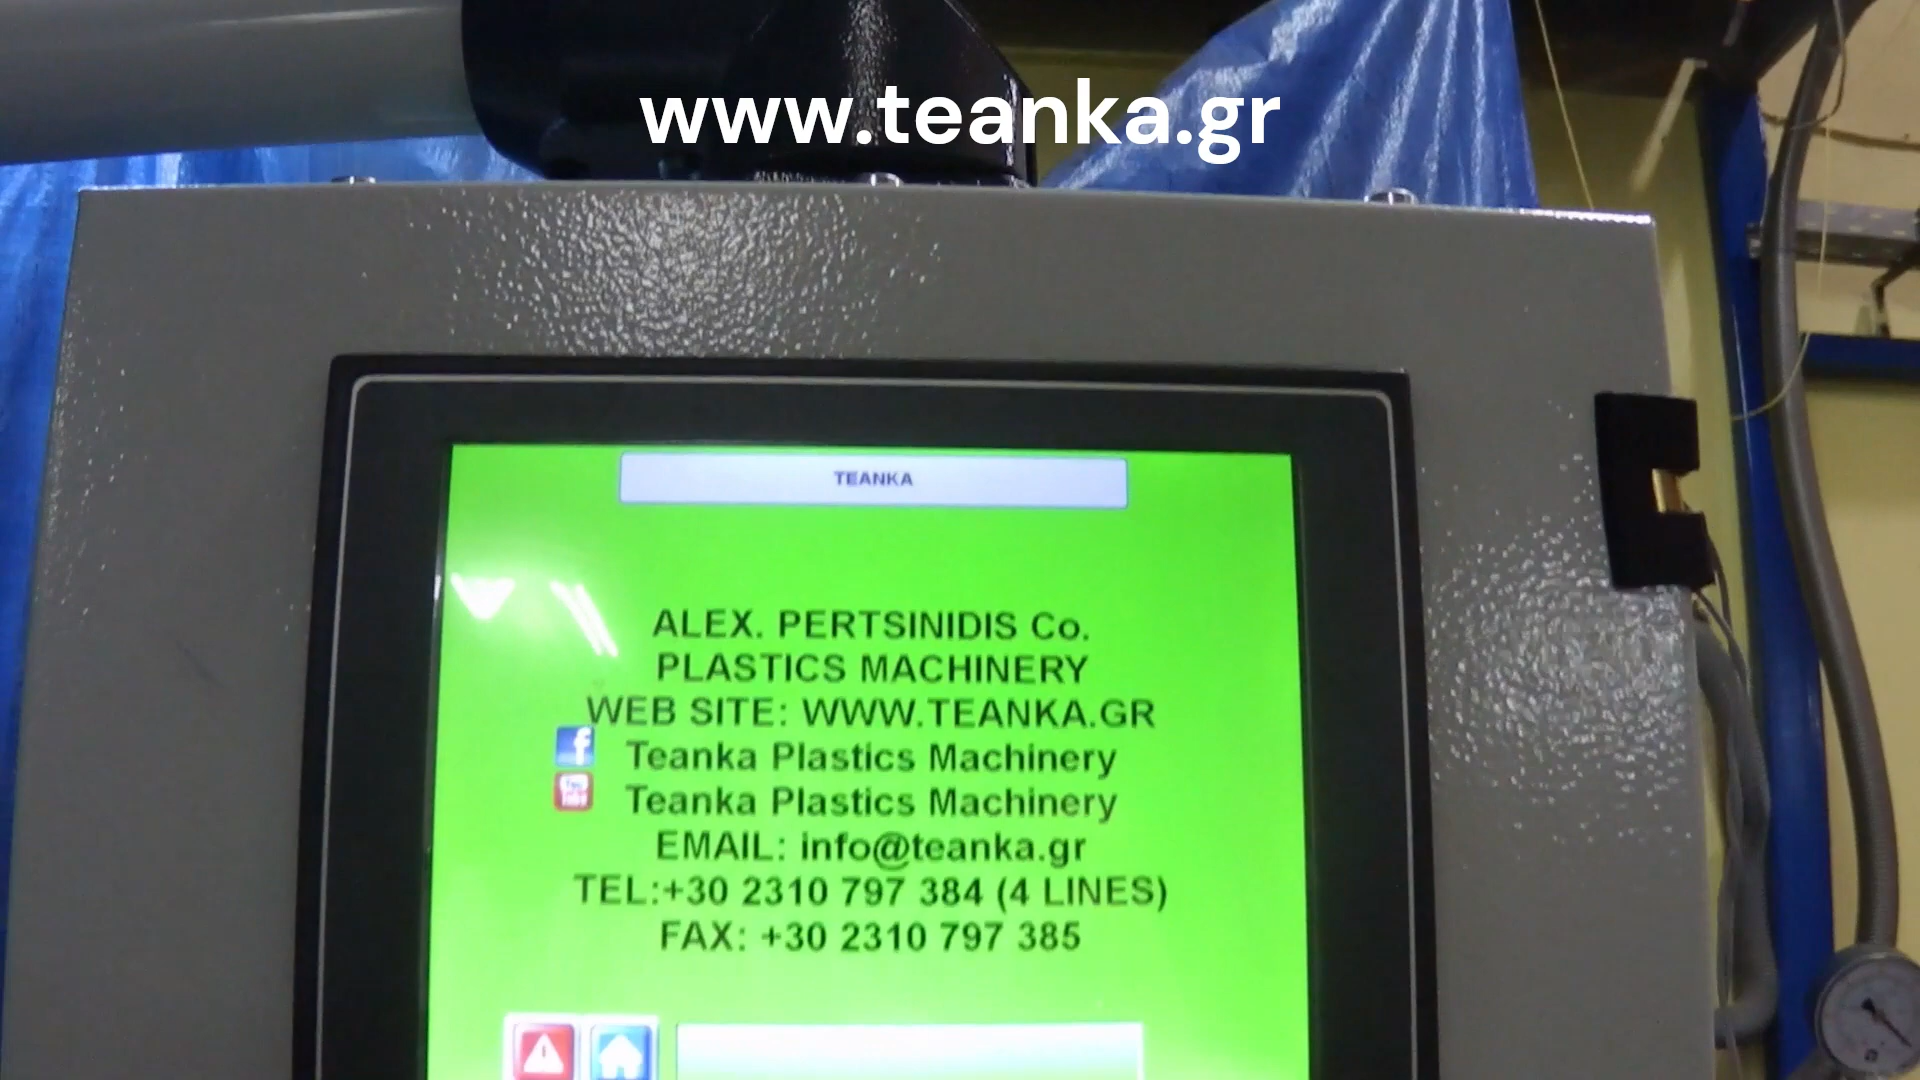 www.teanka.gr
TEANKA
ALEX. PERTSINIDIS Co.
PLASTICS MACHINERY
WEB SITE: WWW.TEANKA.GR
Teanka Plastics Machinery
Teanka Plastics Machinery
EMAIL: info@teanka.gr
TEL:+30 2310 797 384 (4 LINES)
FAX: +30 2310 797 385